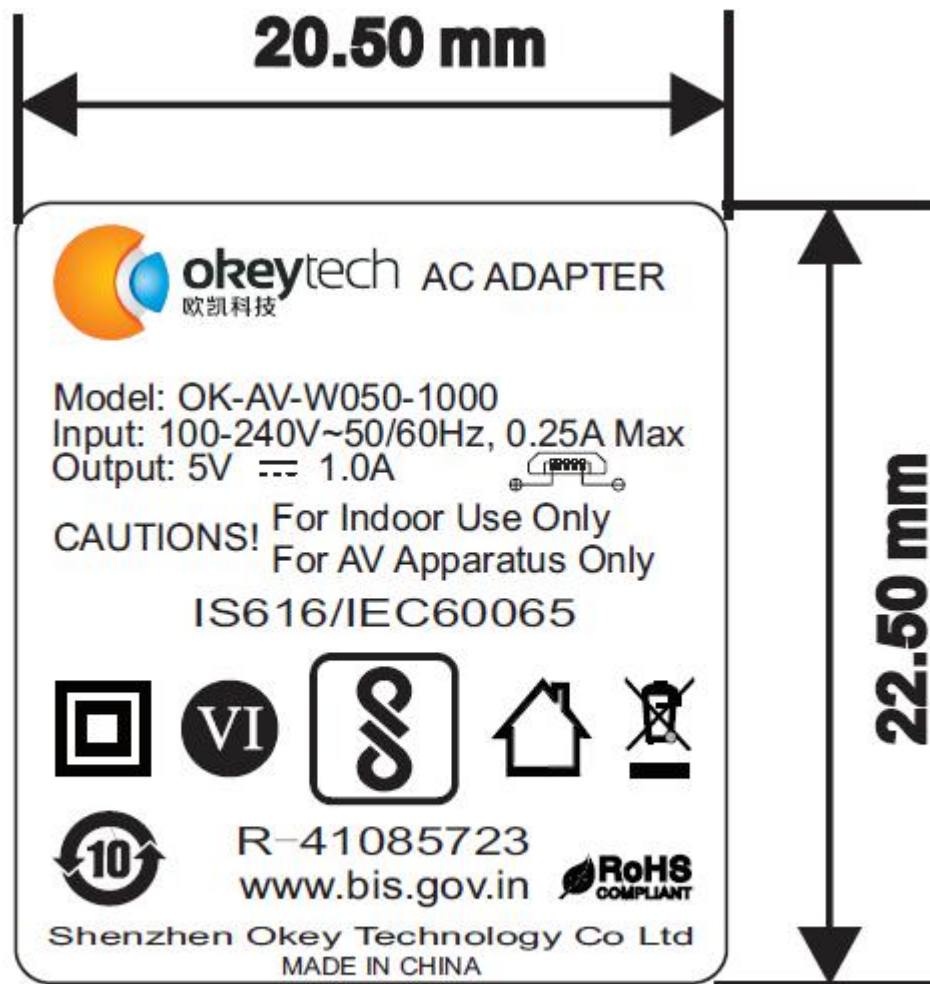 20.50 mm
okeytech AC ADAPTER
欧凯科技
Model: OK-AV-W050-1000
Input: 100-240V~50/60Hz, 0.25A Max
Output: 5V ⎓ 1.0A
CAUTIONS! For Indoor Use Only
For AV Apparatus Only
IS616/IEC60065
VI
10
R-41085723
www.bis.gov.in
RoHS
COMPLIANT
Shenzhen Okey Technology Co Ltd
MADE IN CHINA
22.50 mm